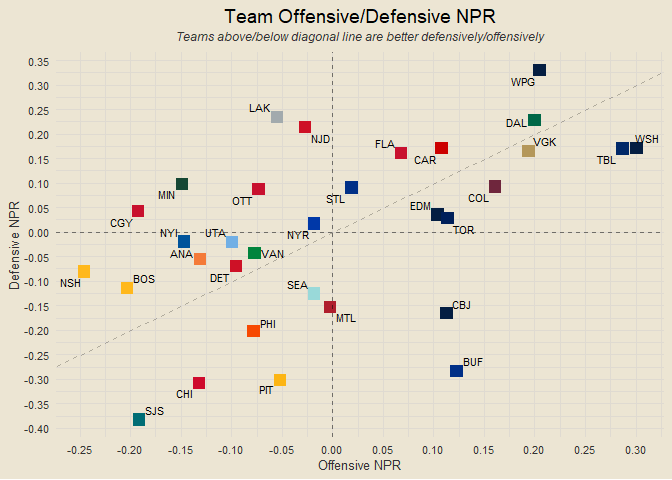 Team Offensive/Defensive NPR
Teams above/below diagonal line are better defensively/offensively
0.35
WPG
0.30
0.25
LAK
DAL
0.20
NJD
FLA
VGK
WSH
0.15
CAR
TBL
0.10
MIN
OTT
STL
COL
0.05
CGY
EDM
TOR
0.00
NYI
UTA
NYR
-0.05
ANA
VAN
NSH
BOS
DET
-0.10
SEA
-0.15
MTL
CBJ
-0.20
PHI
-0.25
BUF
-0.30
CHI
PIT
-0.35
SJS
-0.40
Defensive NPR
-0.25 -0.20 -0.15 -0.10 -0.05 0.00 0.05 0.10 0.15 0.20 0.25 0.30
Offensive NPR